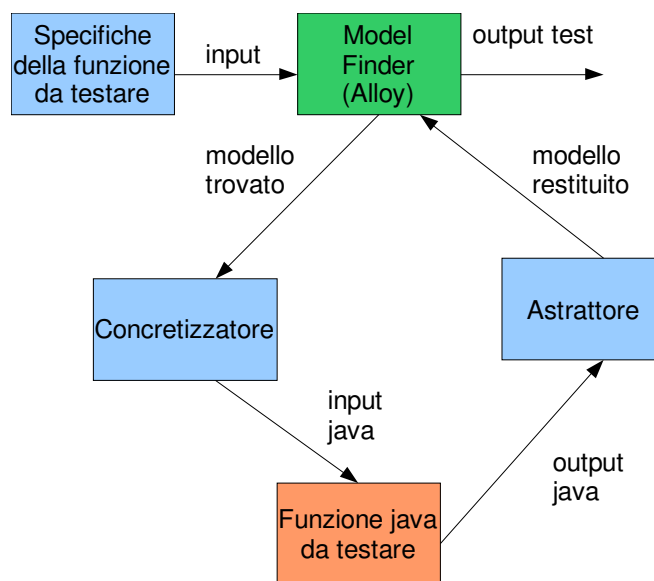 Specifiche
della funzione
da testare
input
Model
Finder
(Alloy)
output test
modello
trovato
modello
restituito
Concretizzatore
Astrattore
input
java
output
java
Funzione java
da testare